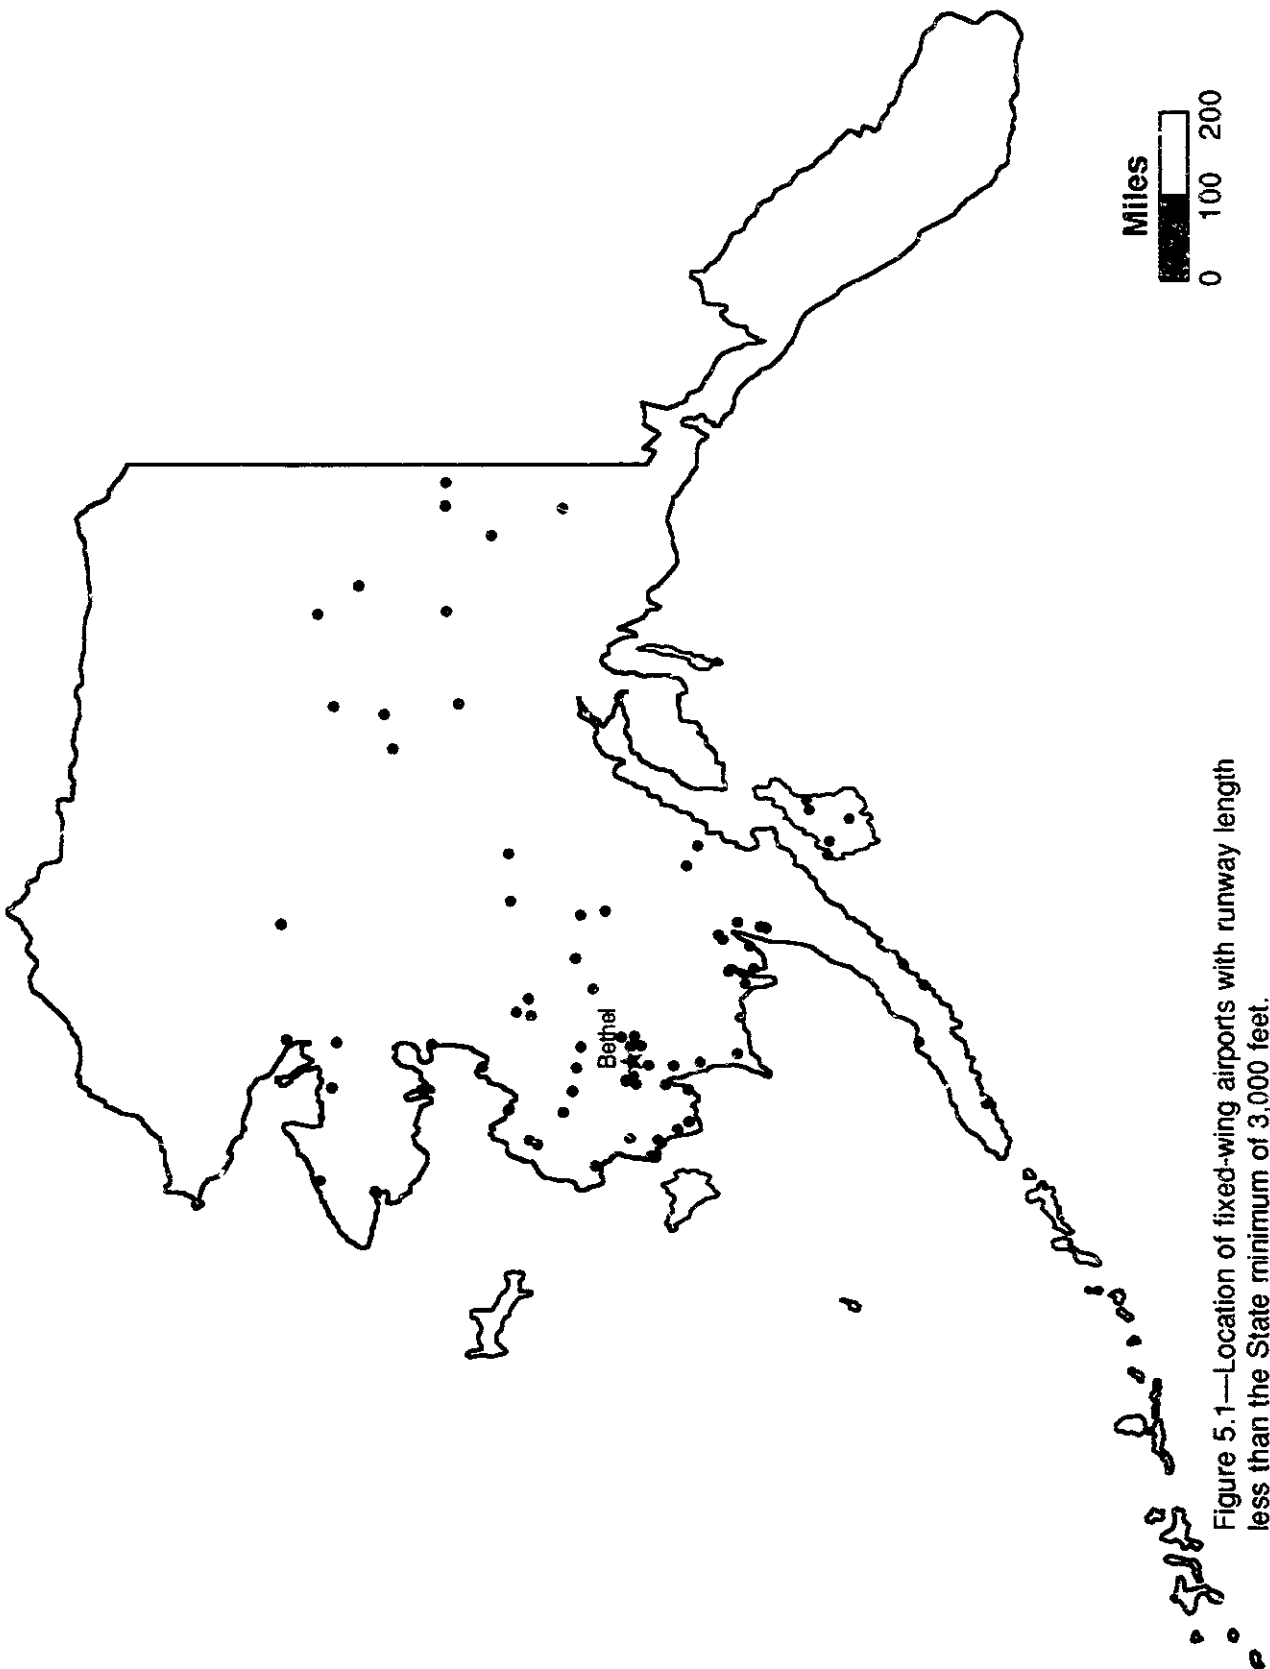 Bethel
Miles
0 100 200
Figure 5.1—Location of fixed-wing airports with runway length
less than the State minimum of 3,000 feet.